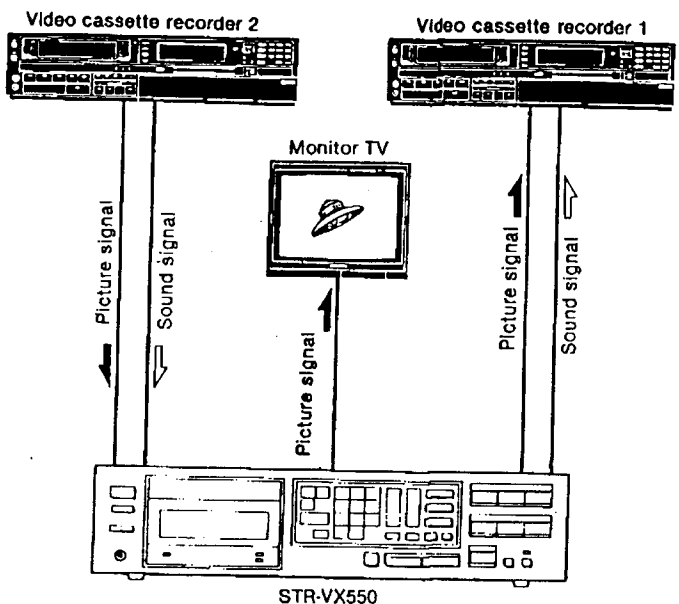 Video cassette recorder 2
Video cassette recorder 1
Monitor TV
Picture signal
Sound signal
Picture signal
Picture signal
Sound signal
STR-VX550